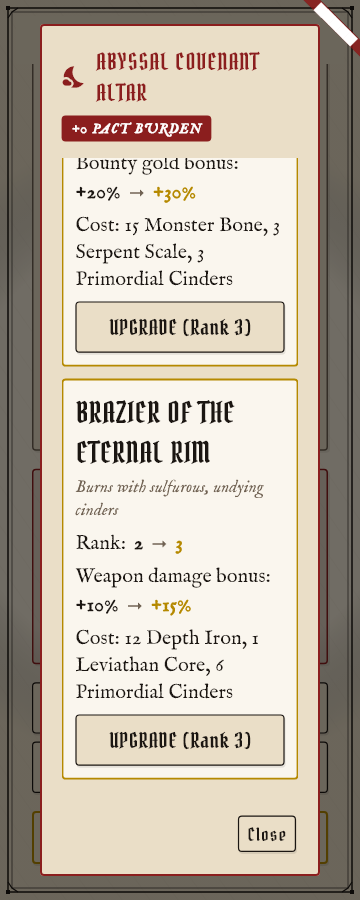 ABYSSAL COVENANT
ALTAR
+0 PACT BURDEN
Bounty gold bonus:
+20% → +30%
Cost: 15 Monster Bone, 3
Serpent Scale, 3
Primordial Cinders
UPGRADE (Rank 3)
BRAZIER OF THE
ETERNAL RIM
Burns with sulfurous, undying
cinders
Rank: 2 → 3
Weapon damage bonus:
+10% → +15%
Cost: 12 Depth Iron, 1
Leviathan Core, 6
Primordial Cinders
UPGRADE (Rank 3)
Close